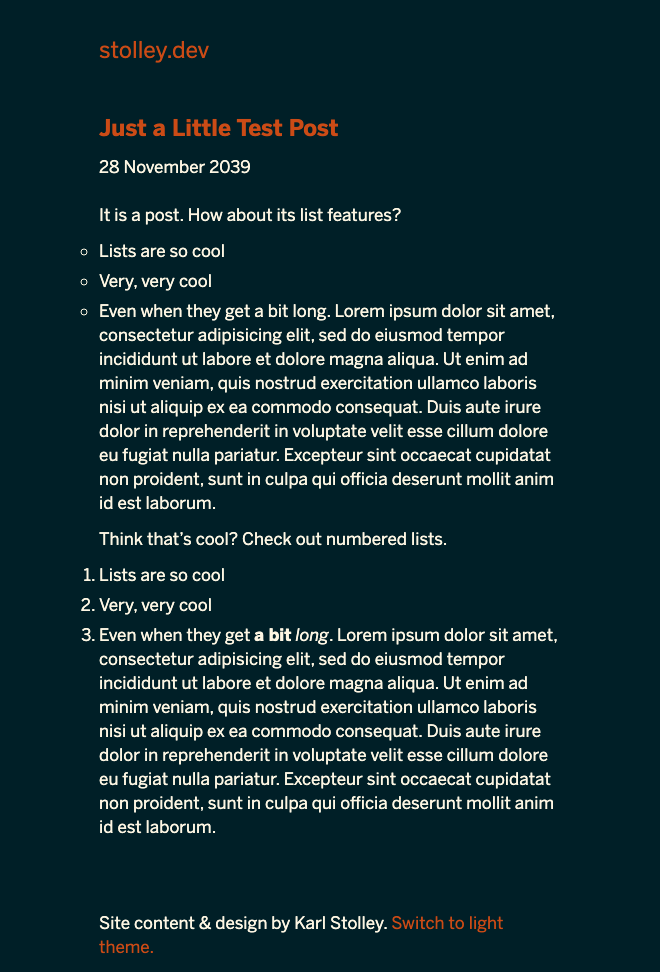 stolley.dev
Just a Little Test Post
28 November 2039
It is a post. How about its list features?
Lists are so cool
Very, very cool
Even when they get a bit long. Lorem ipsum dolor sit amet,
consectetur adipisicing elit, sed do eiusmod tempor
incididunt ut labore et dolore magna aliqua. Ut enim ad
minim veniam, quis nostrud exercitation ullamco laboris
nisi ut aliquip ex ea commodo consequat. Duis aute irure
dolor in reprehenderit in voluptate velit esse cillum dolore
eu fugiat nulla pariatur. Excepteur sint occaecat cupidatat
non proident, sunt in culpa qui officia deserunt mollit anim
id est laborum.
Think that’s cool? Check out numbered lists.
1. Lists are so cool
2. Very, very cool
3. Even when they get a bit long. Lorem ipsum dolor sit amet,
consectetur adipisicing elit, sed do eiusmod tempor
incididunt ut labore et dolore magna aliqua. Ut enim ad
minim veniam, quis nostrud exercitation ullamco laboris
nisi ut aliquip ex ea commodo consequat. Duis aute irure
dolor in reprehenderit in voluptate velit esse cillum dolore
eu fugiat nulla pariatur. Excepteur sint occaecat cupidatat
non proident, sunt in culpa qui officia deserunt mollit anim
id est laborum.
Site content & design by Karl Stolley. Switch to light
theme.